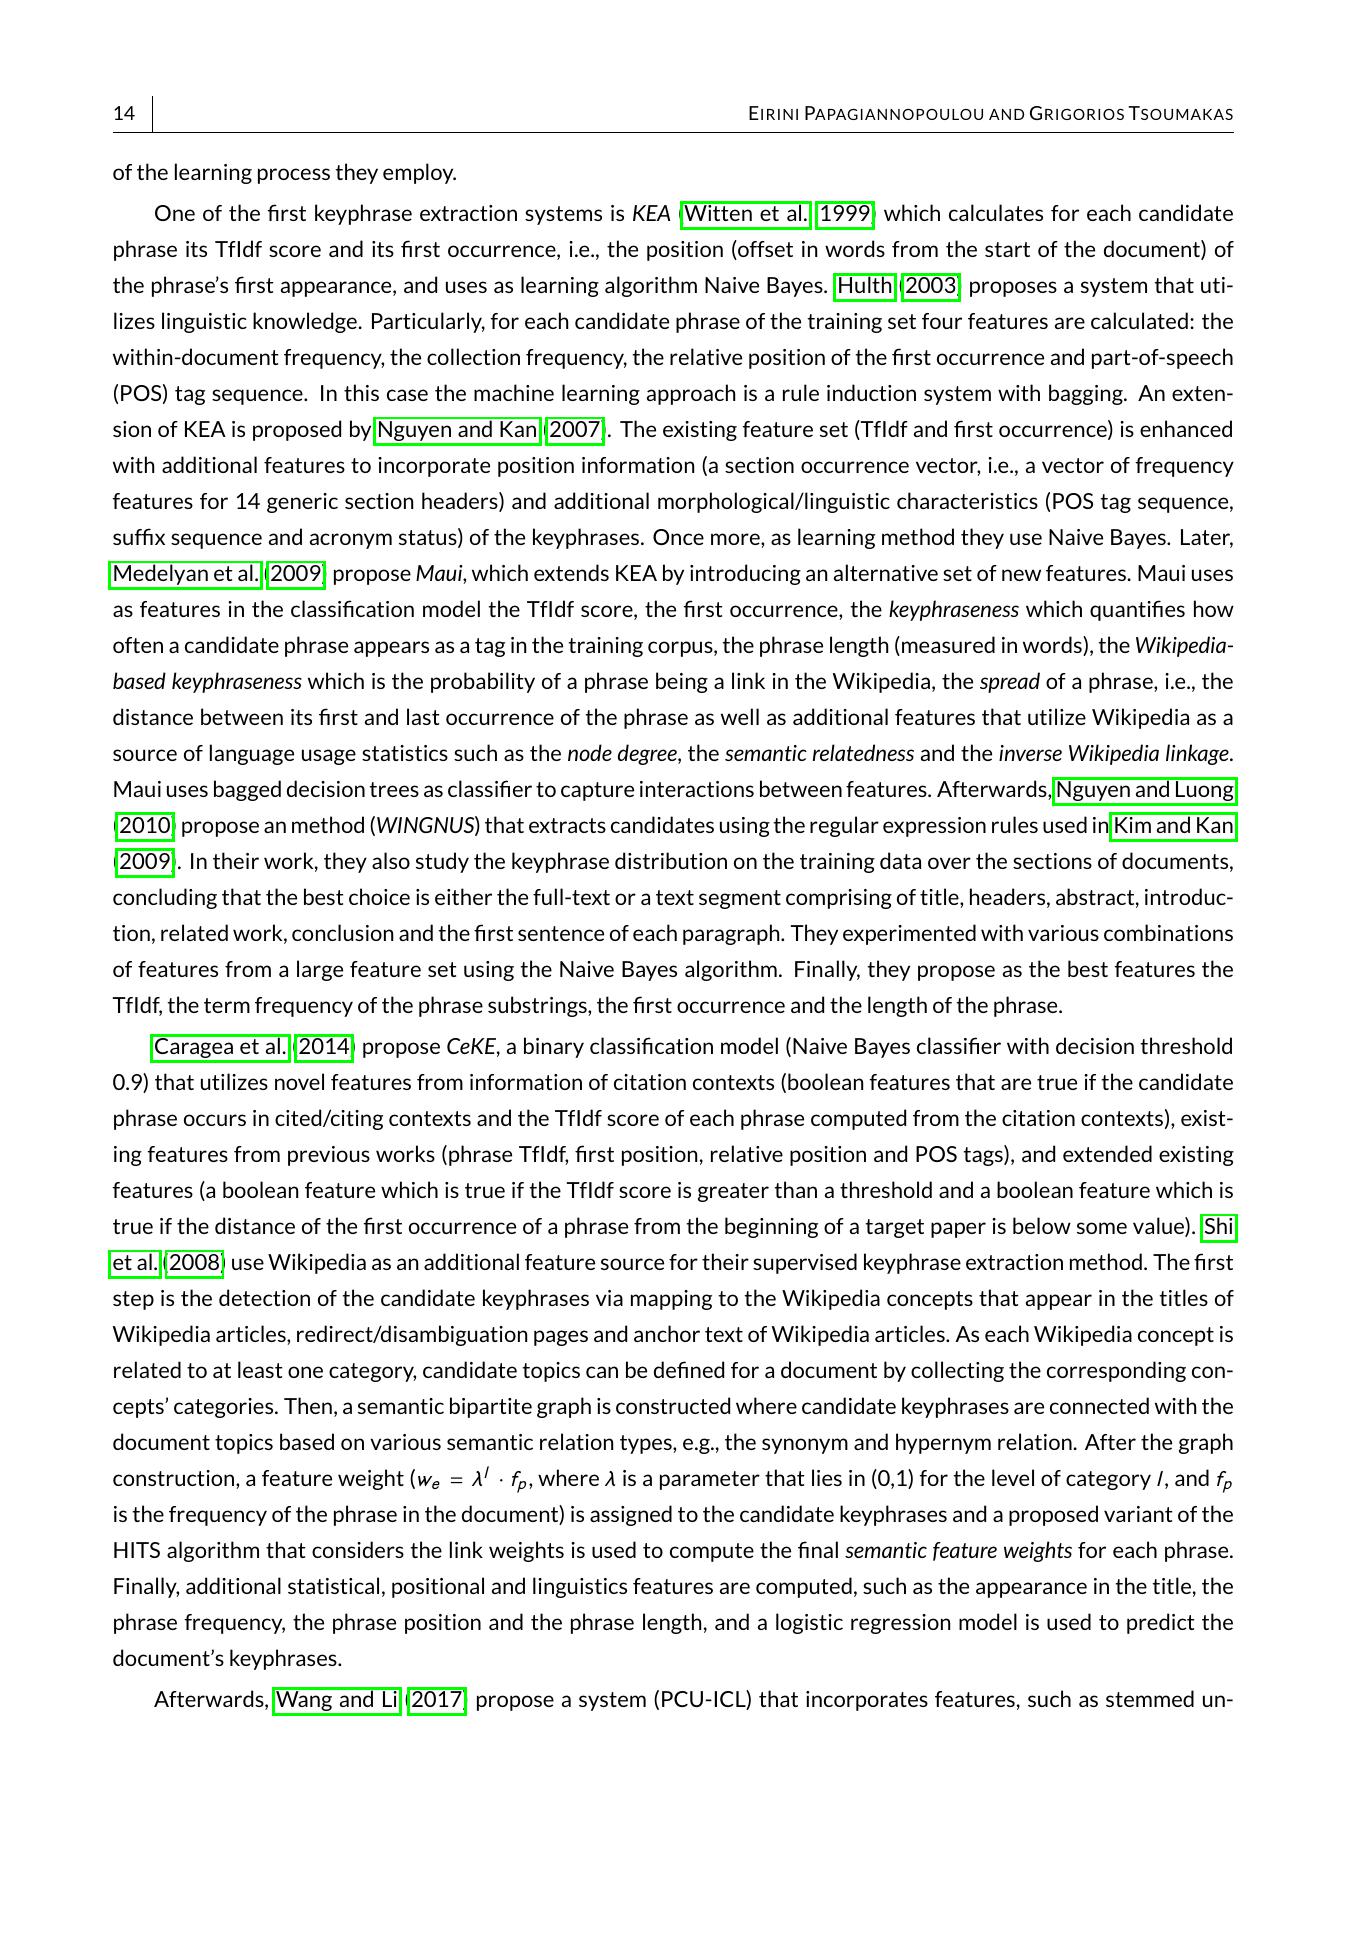 14 EIRINI PAPAGIANNOPOULOU AND GRIGORIOS TSOUMAKAS
of the learning process they employ.
One of the first keyphrase extraction systems is KEA (Witten et al., 1999) which calculates for each candidate
phrase its TfIdf score and its first occurrence, i.e., the position (offset in words from the start of the document) of
the phrase's first appearance, and uses as learning algorithm Naive Bayes. Hulth (2003) proposes a system that uti-
lizes linguistic knowledge. Particularly, for each candidate phrase of the training set four features are calculated: the
within-document frequency, the collection frequency, the relative position of the first occurrence and part-of-speech
(POS) tag sequence. In this case the machine learning approach is a rule induction system with bagging. An exten-
sion of KEA is proposed by Nguyen and Kan (2007). The existing feature set (TfIdf and first occurrence) is enhanced
with additional features to incorporate position information (a section occurrence vector, i.e., a vector of frequency
features for 14 generic section headers) and additional morphological/linguistic characteristics (POS tag sequence,
suffix sequence and acronym status) of the keyphrases. Once more, as learning method they use Naive Bayes. Later,
Medelyan et al. (2009) propose Maui, which extends KEA by introducing an alternative set of new features. Maui uses
as features in the classification model the TfIdf score, the first occurrence, the keyphraseness which quantifies how
often a candidate phrase appears as a tag in the training corpus, the phrase length (measured in words), the Wikipedia-
based keyphraseness which is the probability of a phrase being a link in the Wikipedia, the spread of a phrase, i.e., the
distance between its first and last occurrence of the phrase as well as additional features that utilize Wikipedia as a
source of language usage statistics such as the node degree, the semantic relatedness and the inverse Wikipedia linkage.
Maui uses bagged decision trees as classifier to capture interactions between features. Afterwards, Nguyen and Luong
(2010) propose an method (WINGNUS) that extracts candidates using the regular expression rules used in Kim and Kan
(2009). In their work, they also study the keyphrase distribution on the training data over the sections of documents,
concluding that the best choice is either the full-text or a text segment comprising of title, headers, abstract, introduc-
tion, related work, conclusion and the first sentence of each paragraph. They experimented with various combinations
of features from a large feature set using the Naive Bayes algorithm. Finally, they propose as the best features the
TfIdf, the term frequency of the phrase substrings, the first occurrence and the length of the phrase.
Caragea et al. (2014) propose CeKE, a binary classification model (Naive Bayes classifier with decision threshold
0.9) that utilizes novel features from information of citation contexts (boolean features that are true if the candidate
phrase occurs in cited/citing contexts and the TfIdf score of each phrase computed from the citation contexts), exist-
ing features from previous works (phrase TfIdf, first position, relative position and POS tags), and extended existing
features (a boolean feature which is true if the TfIdf score is greater than a threshold and a boolean feature which is
true if the distance of the first occurrence of a phrase from the beginning of a target paper is below some value). Shi
et al. (2008) use Wikipedia as an additional feature source for their supervised keyphrase extraction method. The first
step is the detection of the candidate keyphrases via mapping to the Wikipedia concepts that appear in the titles of
Wikipedia articles, redirect/disambiguation pages and anchor text of Wikipedia articles. As each Wikipedia concept is
related to at least one category, candidate topics can be defined for a document by collecting the corresponding con-
cepts' categories. Then, a semantic bipartite graph is constructed where candidate keyphrases are connected with the
document topics based on various semantic relation types, e.g., the synonym and hypernym relation. After the graph
construction, a feature weight (wₑ = λˡ · fₚ, where λ is a parameter that lies in (0,1) for the level of category l, and fₚ
is the frequency of the phrase in the document) is assigned to the candidate keyphrases and a proposed variant of the
HITS algorithm that considers the link weights is used to compute the final semantic feature weights for each phrase.
Finally, additional statistical, positional and linguistics features are computed, such as the appearance in the title, the
phrase frequency, the phrase position and the phrase length, and a logistic regression model is used to predict the
document's keyphrases.
Afterwards, Wang and Li (2017) propose a system (PCU-ICL) that incorporates features, such as stemmed un-